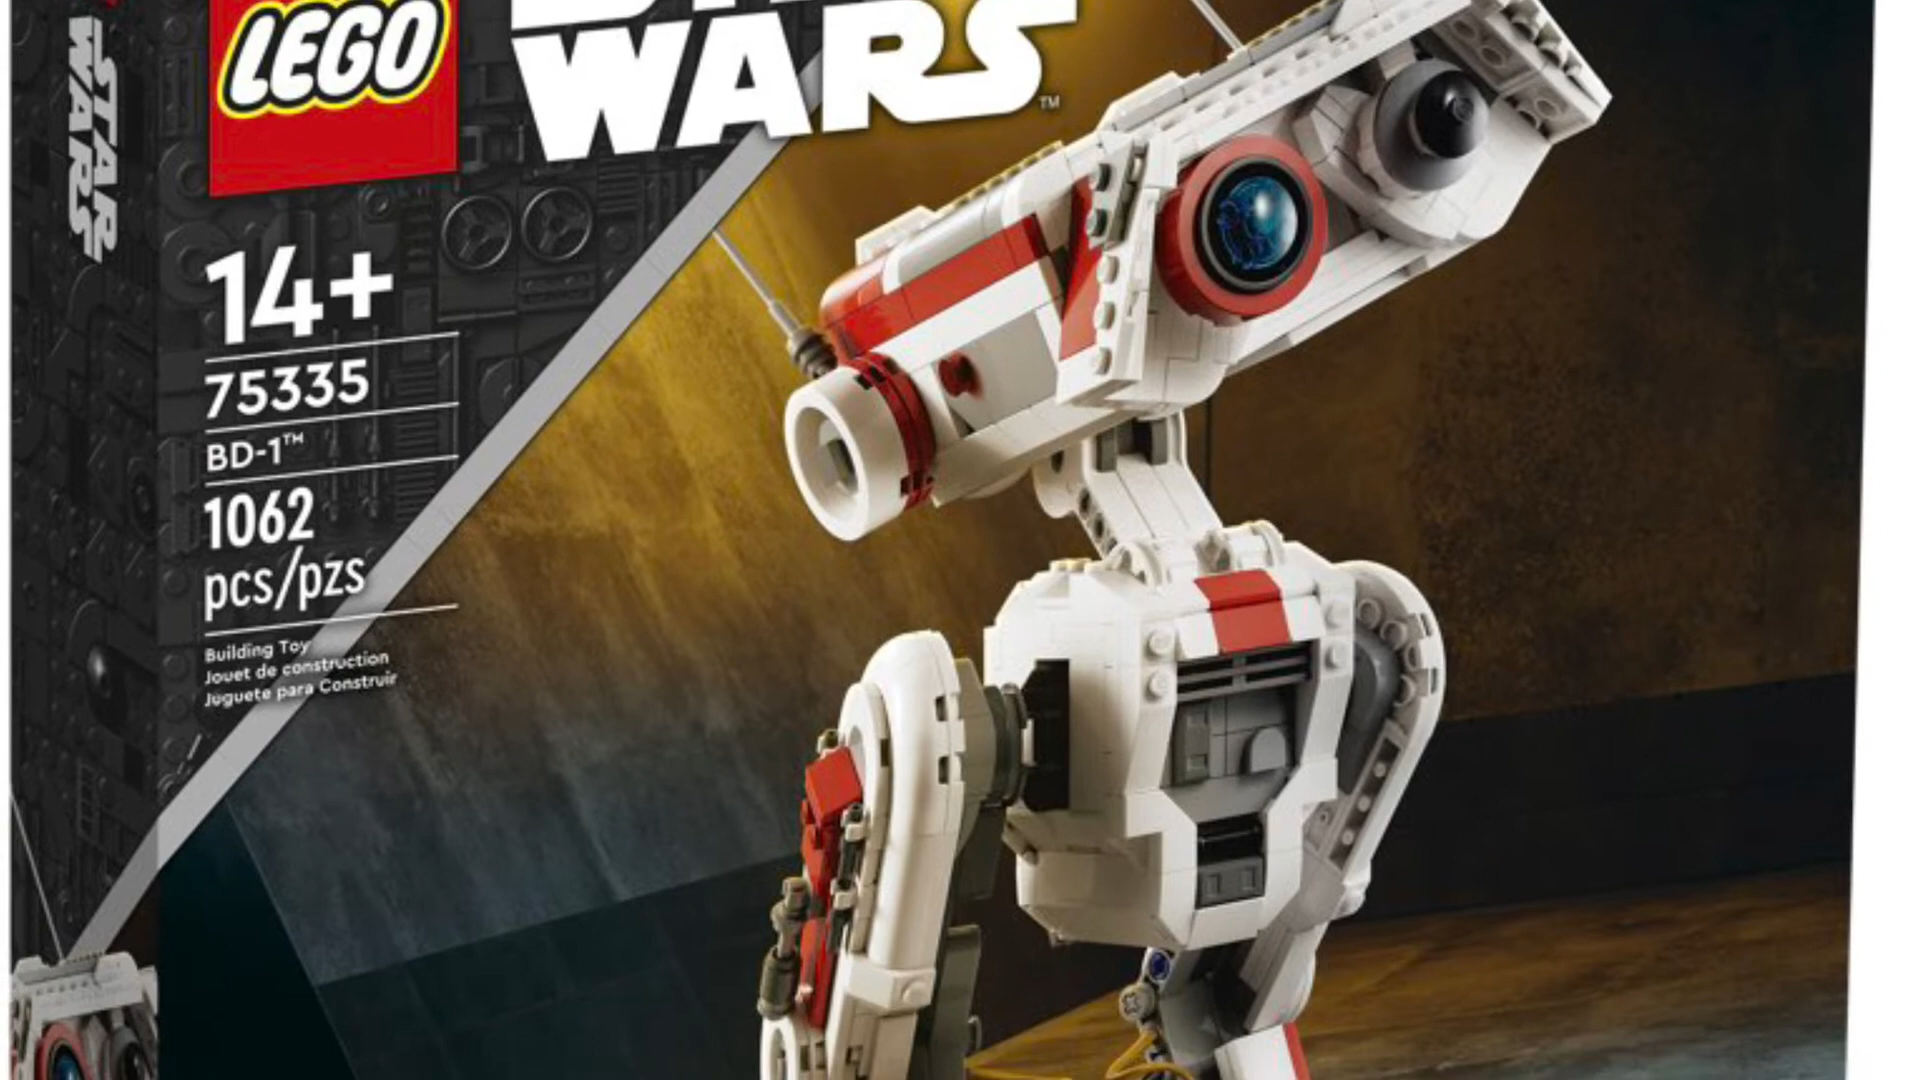 LEGO
STAR
WARS™
STAR
WARS
14+
75335
BD-1™
1062
pcs/pzs
Building Toy
Jouet de construction
Juguete para Construir